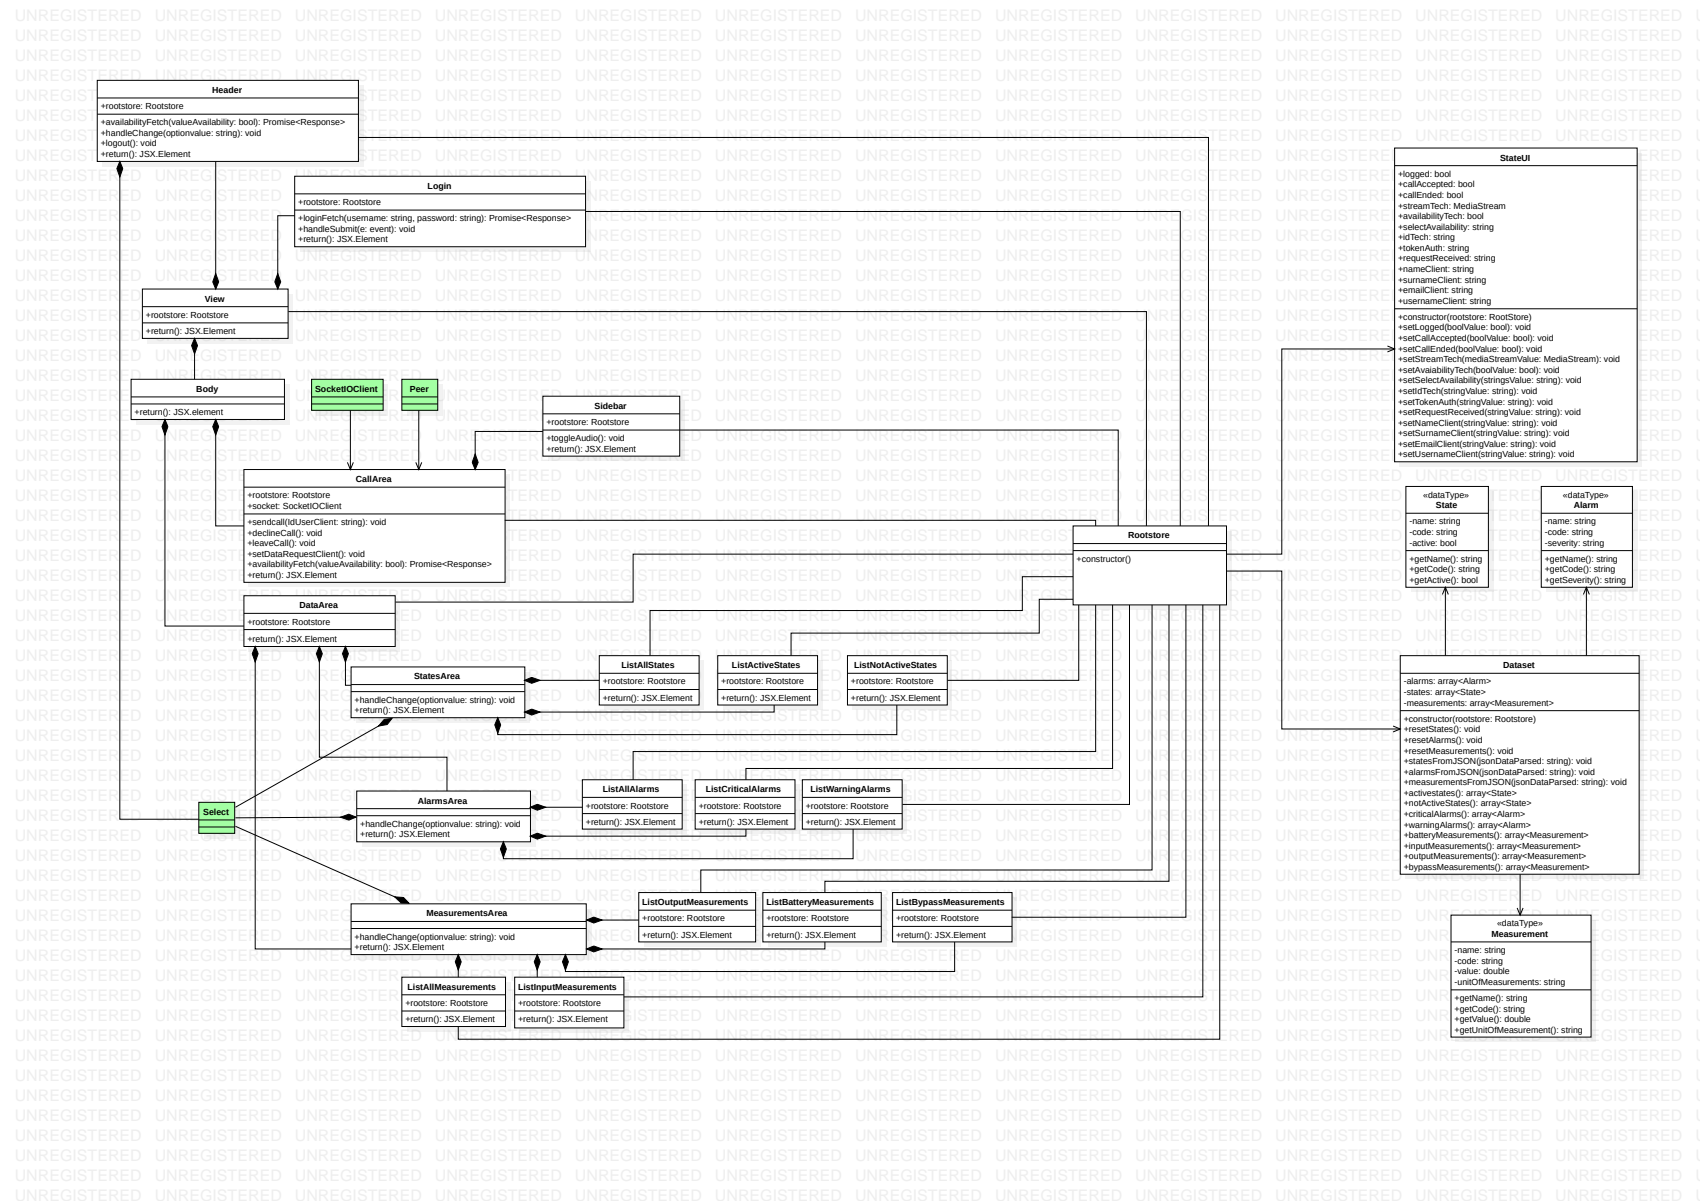 Header
+rootstore: Rootstore
+availabilityFetch(valueAvailability: bool): Promise<Response>
+handleChange(optionvalue: string): void
+logout(): void
+return(): JSX.Element
Login
+rootstore: Rootstore
+loginFetch(username: string, password: string): Promise<Response>
+handleSubmit(e: event): void
+return(): JSX.Element
View
+rootstore: Rootstore
+return(): JSX.Element
Body
+return(): JSX.element
SocketIOClient
Peer
Sidebar
+rootstore: Rootstore
+toggleAudio(): void
+return(): JSX.Element
CallArea
+rootstore: Rootstore
+socket: SocketIOClient
+sendcall(IdUserClient: string): void
+declineCall(): void
+leaveCall(): void
+setDataRequestClient(): void
+availabilityFetch(valueAvailability: bool): Promise<Response>
+return(): JSX.Element
DataArea
+rootstore: Rootstore
+return(): JSX.Element
StatesArea
+handleChange(optionvalue: string): void
+return(): JSX.Element
ListAllStates
+rootstore: Rootstore
+return(): JSX.Element
ListActiveStates
+rootstore: Rootstore
+return(): JSX.Element
ListNotActiveStates
+rootstore: Rootstore
+return(): JSX.Element
Select
AlarmsArea
+handleChange(optionvalue: string): void
+return(): JSX.Element
ListAllAlarms
+rootstore: Rootstore
+return(): JSX.Element
ListCriticalAlarms
+rootstore: Rootstore
+return(): JSX.Element
ListWarningAlarms
+rootstore: Rootstore
+return(): JSX.Element
MeasurementsArea
+handleChange(optionvalue: string): void
+return(): JSX.Element
ListOutputMeasurements
+rootstore: Rootstore
+return(): JSX.Element
ListBatteryMeasurements
+rootstore: Rootstore
+return(): JSX.Element
ListBypassMeasurements
+rootstore: Rootstore
+return(): JSX.Element
ListAllMeasurements
+rootstore: Rootstore
+return(): JSX.Element
ListInputMeasurements
+rootstore: Rootstore
+return(): JSX.Element
Rootstore
+constructor()
StateUI
+logged: bool
+callAccepted: bool
+callEnded: bool
+streamTech: MediaStream
+availabilityTech: bool
+selectAvailability: string
+idTech: string
+tokenAuth: string
+requestReceived: string
+nameClient: string
+surnameClient: string
+emailClient: string
+usernameClient: string
+constructor(rootstore: RootStore)
+setLogged(boolValue: bool): void
+setCallAccepted(boolValue: bool): void
+setCallEnded(boolValue: bool): void
+setStreamTech(mediaStreamValue: MediaStream): void
+setAvaiabilityTech(boolValue: bool): void
+setSelectAvailability(stringsValue: string): void
+setIdTech(stringValue: string): void
+setTokenAuth(stringValue: string): void
+setRequestReceived(stringValue: string): void
+setNameClient(stringValue: string): void
+setSurnameClient(stringValue: string): void
+setEmailClient(stringValue: string): void
+setUsernameClient(stringValue: string): void
«dataType»
State
-name: string
-code: string
-active: bool
+getName(): string
+getCode(): string
+getActive(): bool
«dataType»
Alarm
-name: string
-code: string
-severity: string
+getName(): string
+getCode(): string
+getSeverity(): string
Dataset
-alarms: array<Alarm>
-states: array<State>
-measurements: array<Measurement>
+constructor(rootstore: Rootstore)
+resetStates(): void
+resetAlarms(): void
+resetMeasurements(): void
+statesFromJSON(jsonDataParsed: string): void
+alarmsFromJSON(jsonDataParsed: string): void
+measurementsFromJSON(jsonDataParsed: string): void
+activestates(): array<State>
+notActiveStates(): array<State>
+criticalAlarms(): array<Alarm>
+warningAlarms(): array<Alarm>
+batteryMeasurements(): array<Measurement>
+inputMeasurements(): array<Measurement>
+outputMeasurements(): array<Measurement>
+bypassMeasurements(): array<Measurement>
«dataType»
Measurement
-name: string
-code: string
-value: double
-unitOfMeasurements: string
+getName(): string
+getCode(): string
+getValue(): double
+getUnitOfMeasurement(): string